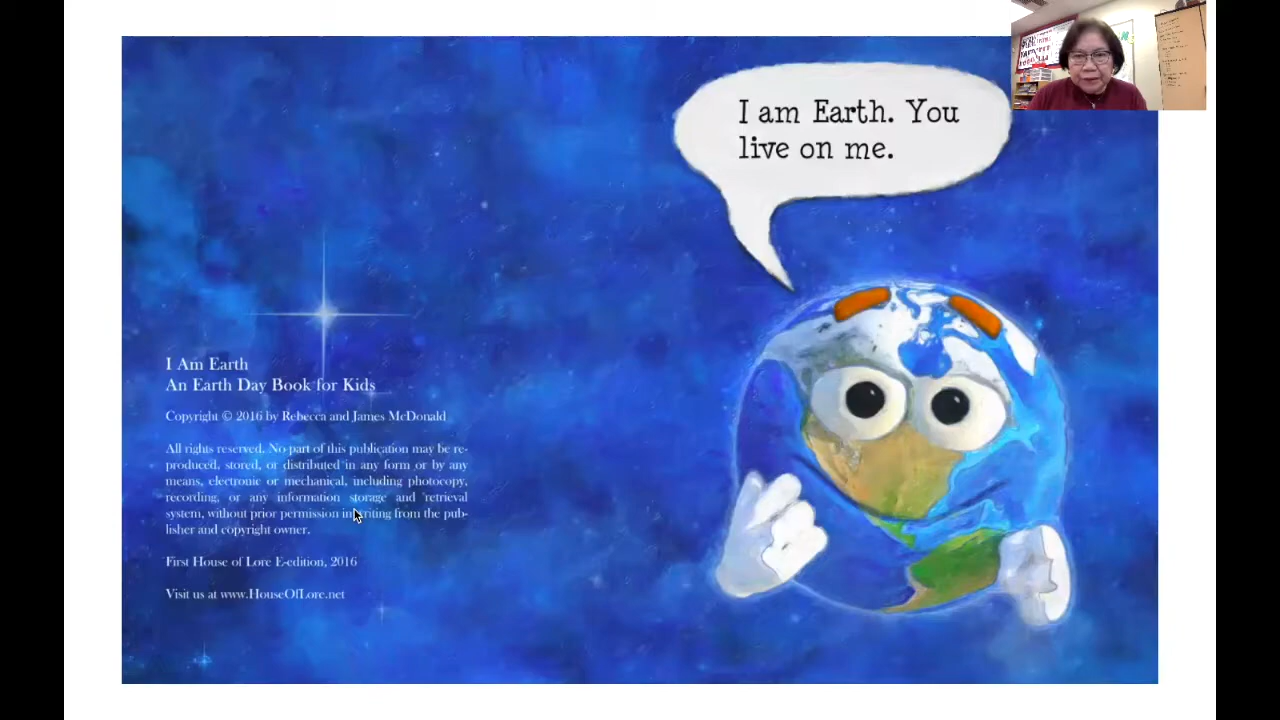 I am Earth. You
live on me.
I Am Earth
An Earth Day Book for Kids
Copyright © 2016 by Rebecca and James McDonald
All rights reserved. No part of this publication may be re-
produced, stored, or distributed in any form or by any
means, electronic or mechanical, including photocopy,
recording, or any information storage and retrieval
system, without prior permission in writing from the pub-
lisher and copyright owner.
First House of Lore E-edition, 2016
Visit us at www.HouseOfLore.net